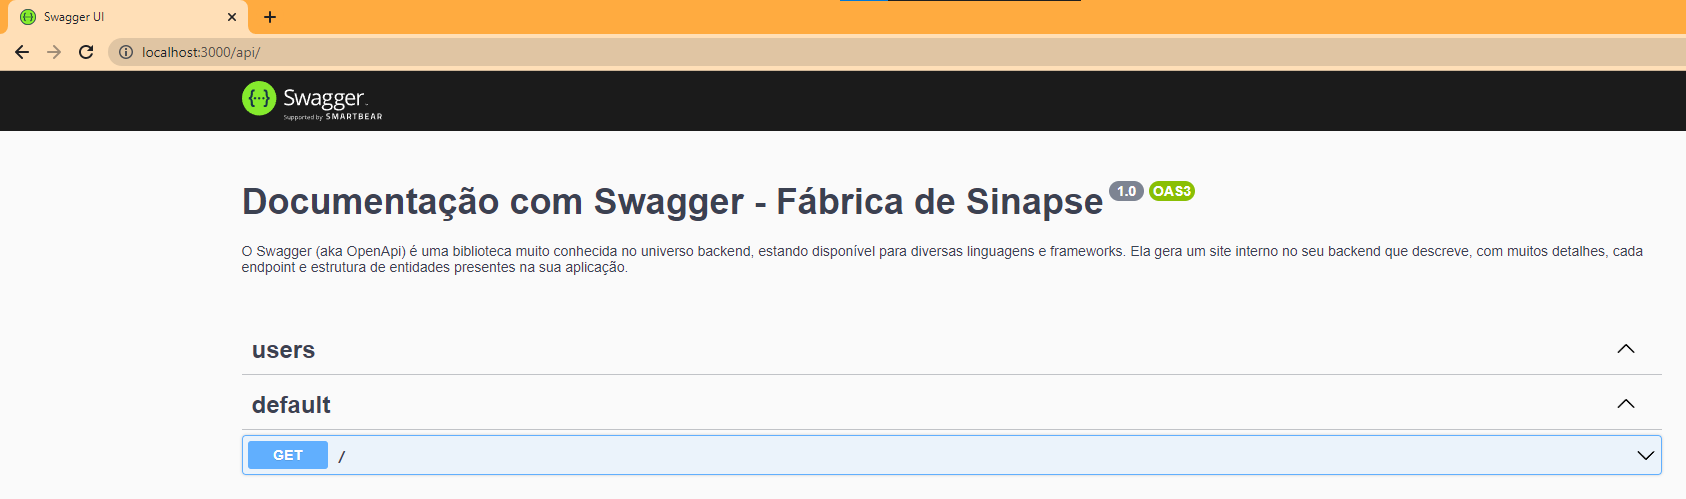 Swagger UI
localhost:3000/api/
Swagger™
Supported by SMARTBEAR
Documentação com Swagger - Fábrica de Sinapse 1.0 OAS3
O Swagger (aka OpenApi) é uma biblioteca muito conhecida no universo backend, estando disponível para diversas linguagens e frameworks. Ela gera um site interno no seu backend que descreve, com muitos detalhes, cada
endpoint e estrutura de entidades presentes na sua aplicação.
users
default
GET /